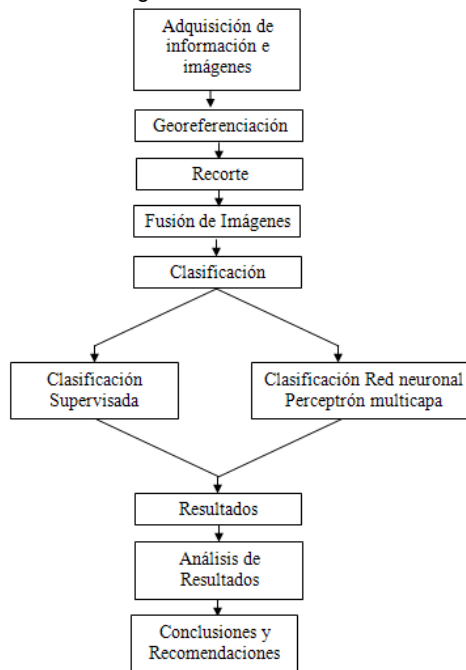 Adquisición de
información e
imágenes
Georeferenciación
Recorte
Fusión de Imágenes
Clasificación
Clasificación
Supervisada
Clasificación Red neuronal
Perceptrón multicapa
Resultados
Análisis de
Resultados
Conclusiones y
Recomendaciones